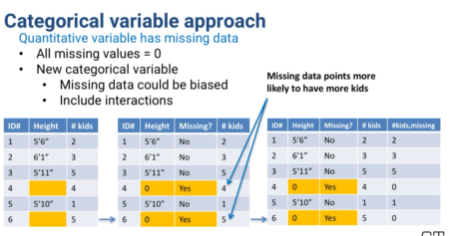 Categorical variable approach
Quantitative variable has missing data
• All missing values = 0
• New categorical variable
• Missing data could be biased
• Include interactions
Missing data points more
likely to have more kids
ID# Height # kids
1 5'6" 2
2 6'1" 3
3 5'11" 5
4 4
5 5'10" 1
6 5
ID# Height Missing? # kids
1 5'6" No 2
2 6'1" No 3
3 5'11" No 5
4 0 Yes 4
5 5'10" No 1
6 0 Yes 5
ID# Height Missing? # kids #kids,missing
1 5'6" No 2 2
2 6'1" No 3 3
3 5'11" No 5 5
4 0 Yes 4 0
5 5'10" No 1 1
6 0 Yes 5 0